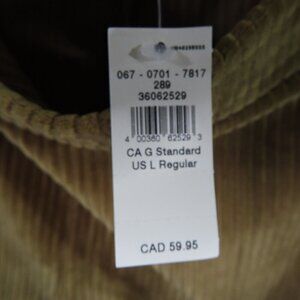 067 - 0701 - 7817
289
36062529
4 00360 62529 3
CA G Standard
US L Regular
CAD 59.95